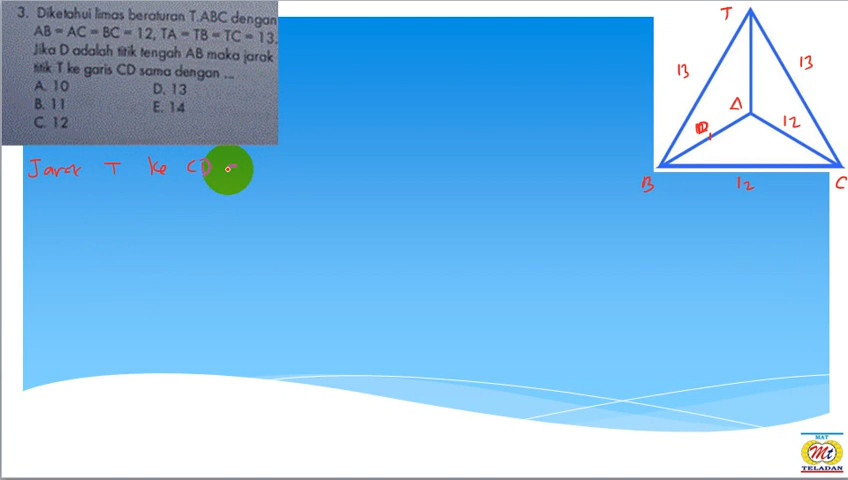 3. Diketahui limas beraturan T.ABC dengan
AB = AC = BC = 12, TA = TB = TC = 13.
Jika D adalah titik tengah AB maka jarak
titik T ke garis CD sama dengan ...
A. 10
D. 13
B. 11
E. 14
C. 12
Jarak T ke CD =
T
13
13
A
12
B
12
C
MAT
Mt
TELADAN